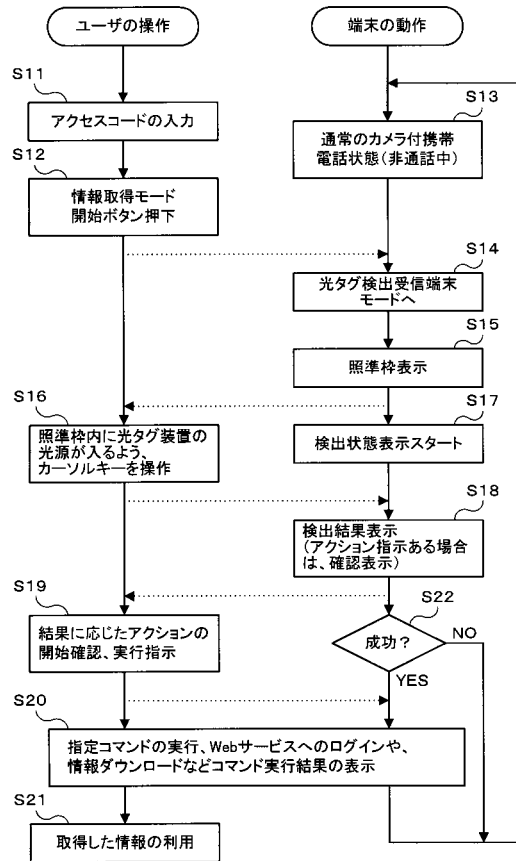 ユーザの操作
端末の動作
S11
アクセスコードの入力
S13
通常のカメラ付携帯
電話状態(非通話中)
S12
情報取得モード
開始ボタン押下
S14
光タグ検出受信端末
モードへ
S15
照準枠表示
S16
照準枠内に光タグ装置の
光源が入るよう、
カーソルキーを操作
S17
検出状態表示スタート
S18
検出結果表示
(アクション指示ある場合
は、確認表示)
S19
結果に応じたアクションの
開始確認、実行指示
S22
成功?
NO
YES
S20
指定コマンドの実行、Webサービスへのログインや、
情報ダウンロードなどコマンド実行結果の表示
S21
取得した情報の利用